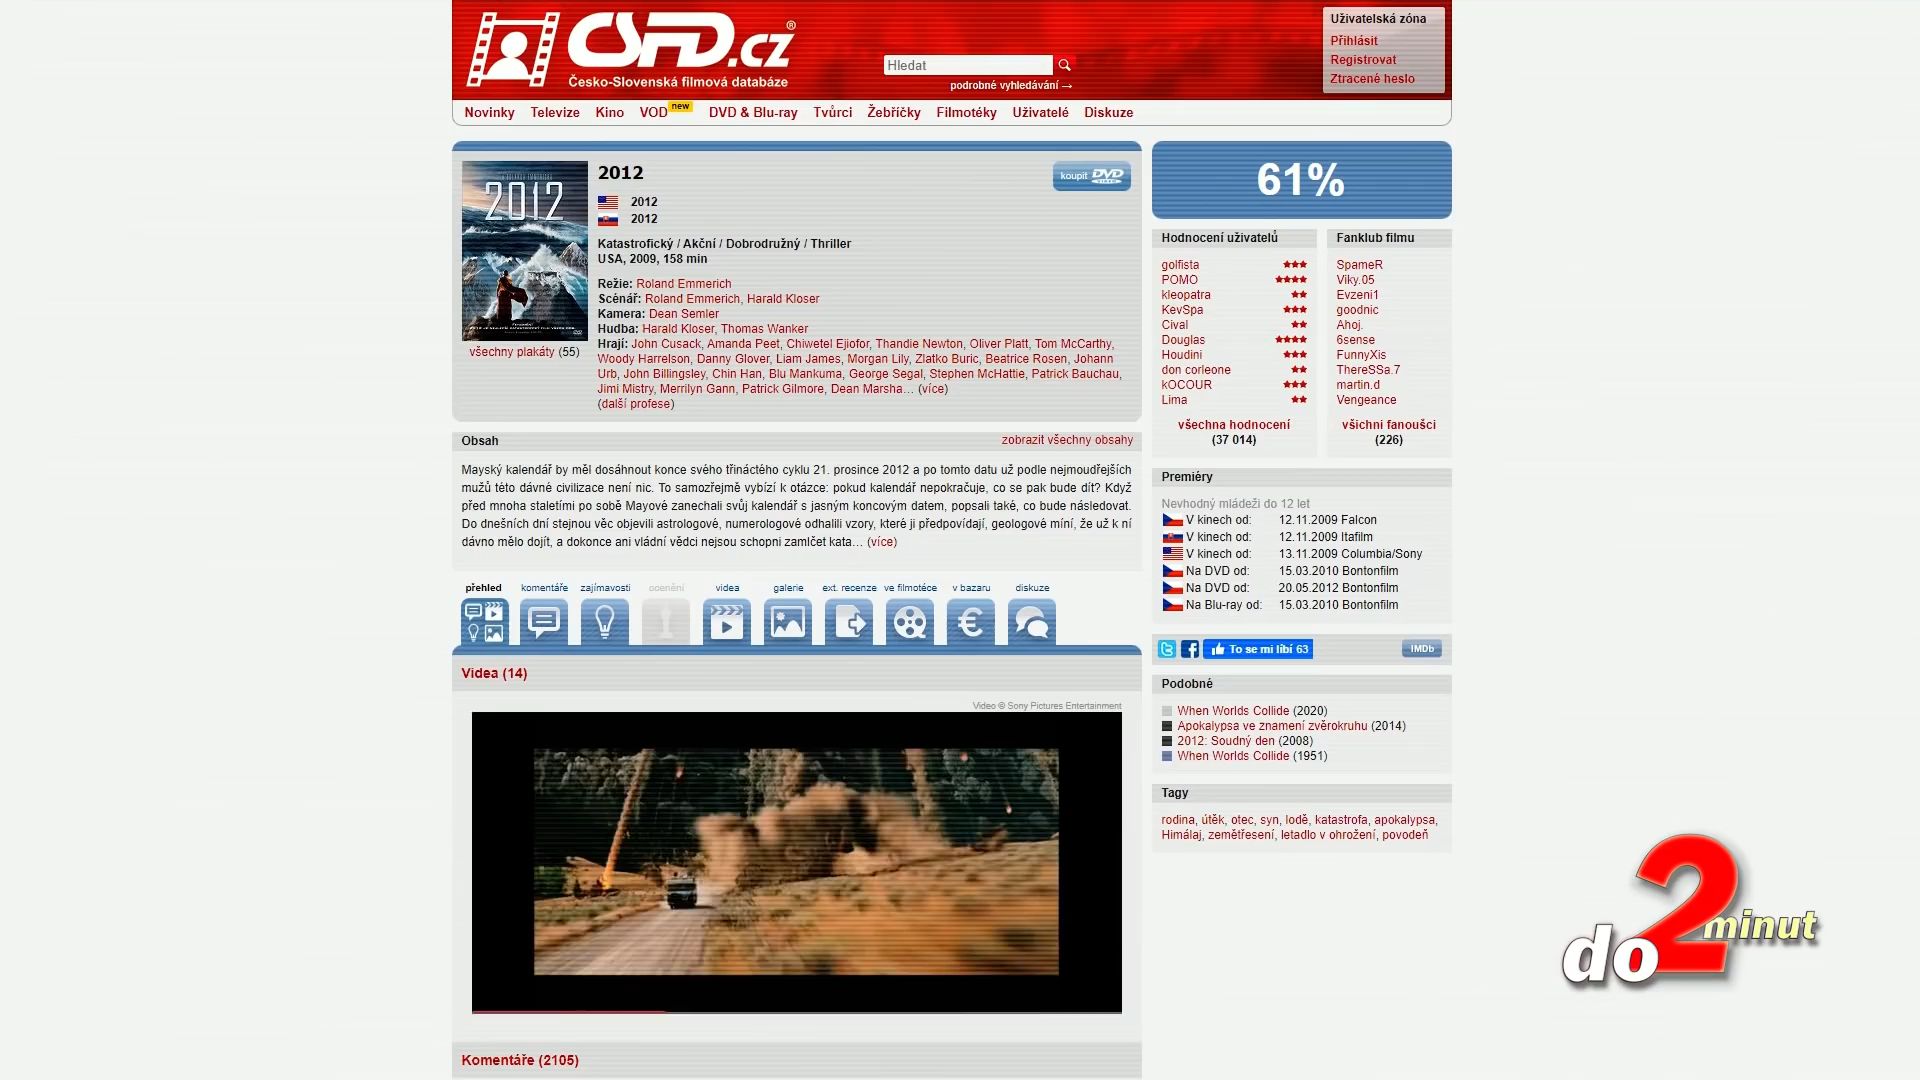 ČSFD.cz®
Česko-Slovenská filmová databáze
Hledat
podrobné vyhledávání →
Uživatelská zóna
Přihlásit
Registrovat
Ztracené heslo
Novinky Televize Kino VOD new DVD & Blu-ray Tvůrci Žebříčky Filmotéky Uživatelé Diskuze
2012
všechny plakáty (55)
2012
koupit DVD VIDEO
2012
2012
Katastrofický / Akční / Dobrodružný / Thriller
USA, 2009, 158 min
Režie: Roland Emmerich
Scénář: Roland Emmerich, Harald Kloser
Kamera: Dean Semler
Hudba: Harald Kloser, Thomas Wanker
Hrají: John Cusack, Amanda Peet, Chiwetel Ejiofor, Thandie Newton, Oliver Platt, Tom McCarthy,
Woody Harrelson, Danny Glover, Liam James, Morgan Lily, Zlatko Buric, Beatrice Rosen, Johann
Urb, John Billingsley, Chin Han, Blu Mankuma, George Segal, Stephen McHattie, Patrick Bauchau,
Jimi Mistry, Merrilyn Gann, Patrick Gilmore, Dean Marsha... (více)
(další profese)
Obsah
zobrazit všechny obsahy
Mayský kalendář by měl dosáhnout konce svého třináctého cyklu 21. prosince 2012 a po tomto datu už podle nejmoudřejších
mužů této dávné civilizace není nic. To samozřejmě vybízí k otázce: pokud kalendář nepokračuje, co se pak bude dít? Když
před mnoha staletími po sobě Mayové zanechali svůj kalendář s jasným koncovým datem, popsali také, co bude následovat.
Do dnešních dní stejnou věc objevili astrologové, numerologové odhalili vzory, které ji předpovídají, geologové míní, že už k ní
dávno mělo dojít, a dokonce ani vládní vědci nejsou schopni zamlčet kata... (více)
přehled komentáře zajímavosti ocenění videa galerie ext. recenze ve filmotéce v bazaru diskuze
Videa (14)
Video © Sony Pictures Entertainment
Komentáře (2105)
61%
Hodnocení uživatelů
golfista ★★★
POMO ★★★★
kleopatra ★★
KevSpa ★★★
Cival ★★
Douglas ★★★★
Houdini ★★★
don corleone ★★
kOCOUR ★★★
Lima ★★
všechna hodnocení
(37 014)
Fanklub filmu
SpameR
Viky.05
Evzeni1
goodnic
Ahoj.
6sense
FunnyXis
ThereSSa.7
martin.d
Vengeance
všichni fanoušci
(226)
Premiéry
Nevhodný mládeži do 12 let
V kinech od: 12.11.2009 Falcon
V kinech od: 12.11.2009 Itafilm
V kinech od: 13.11.2009 Columbia/Sony
Na DVD od: 15.03.2010 Bontonfilm
Na DVD od: 20.05.2012 Bontonfilm
Na Blu-ray od: 15.03.2010 Bontonfilm
To se mi líbí 63
IMDb
Podobné
When Worlds Collide (2020)
Apokalypsa ve znamení zvěrokruhu (2014)
2012: Soudný den (2008)
When Worlds Collide (1951)
Tagy
rodina, útěk, otec, syn, lodě, katastrofa, apokalypsa,
Himálaj, zemětřesení, letadlo v ohrožení, povodeň
do 2 minut